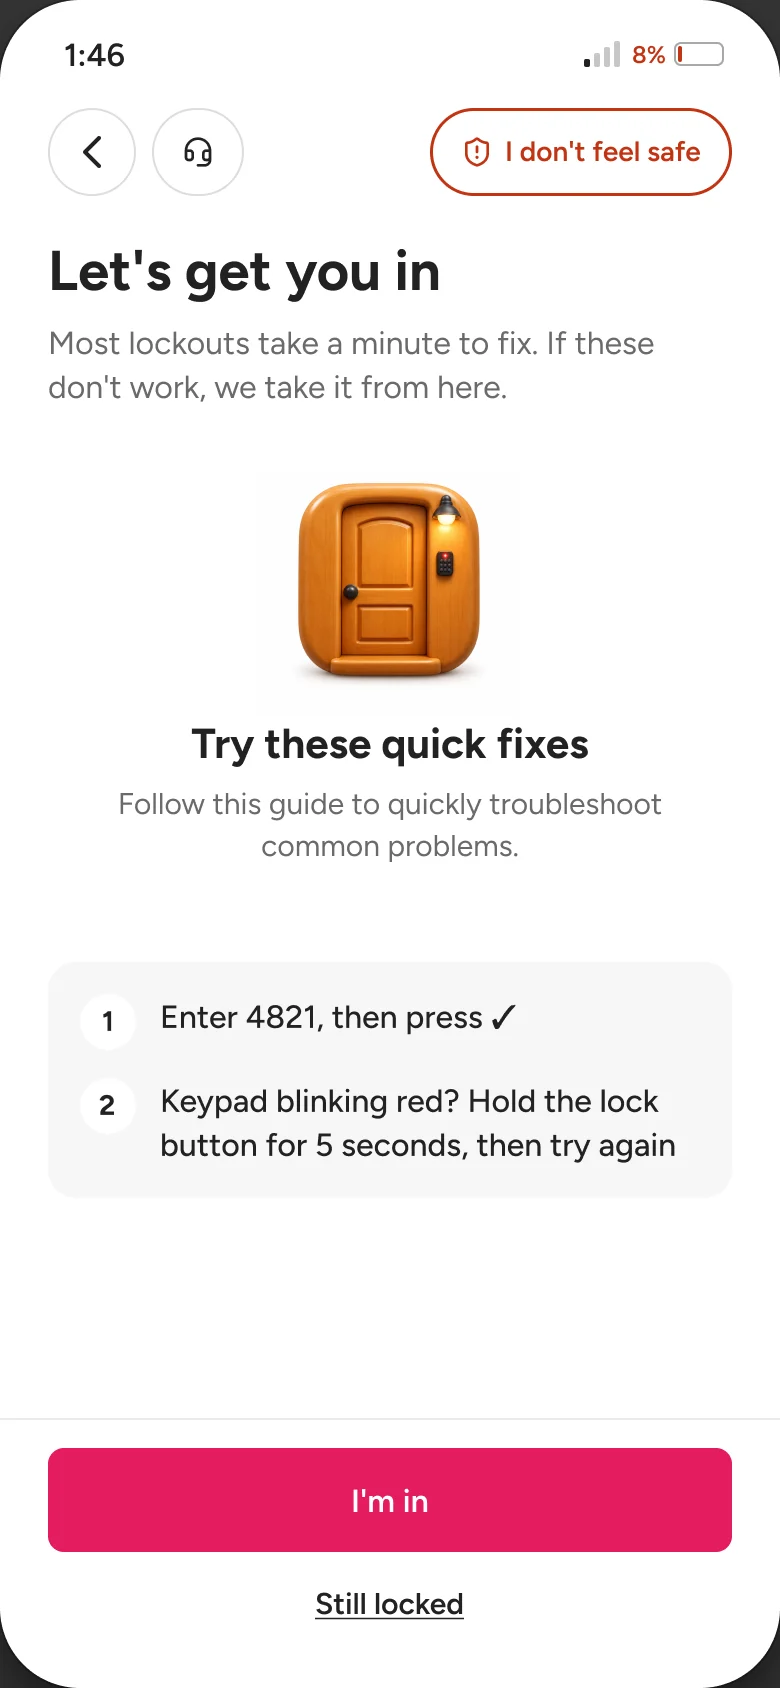 1:46
8%
I don't feel safe
Let's get you in
Most lockouts take a minute to fix. If these
don't work, we take it from here.
Try these quick fixes
Follow this guide to quickly troubleshoot
common problems.
1 Enter 4821, then press ✓
2 Keypad blinking red? Hold the lock
button for 5 seconds, then try again
I'm in
Still locked